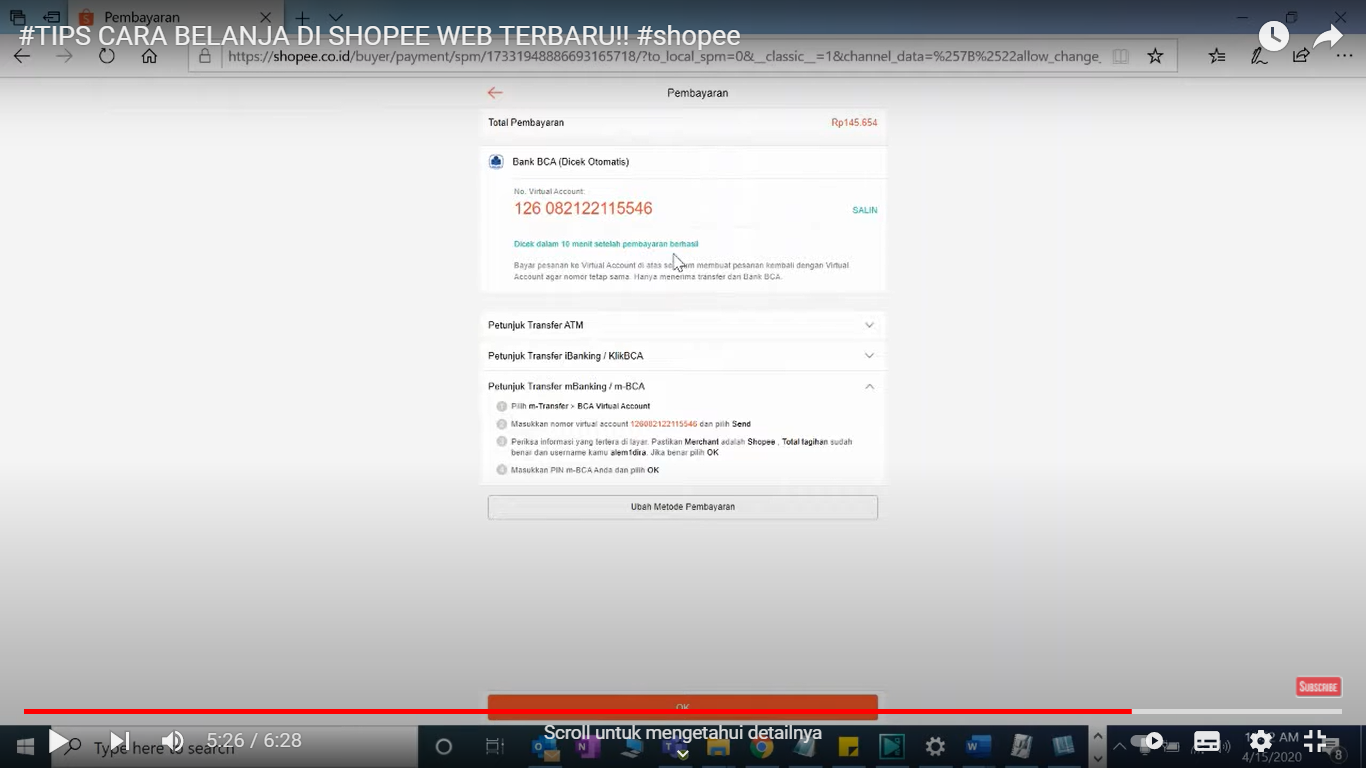 Pembayaran
#TIPS CARA BELANJA DI SHOPEE WEB TERBARU!! #shopee
https://shopee.co.id/buyer/payment/spm/17331948886693165718/?to_local_spm=0&__classic__=1&channel_data=%257B%2522allow_change_
Pembayaran
Total Pembayaran Rp145.654
Bank BCA (Dicek Otomatis)
No. Virtual Account:
126 082122115546 SALIN
Dicek dalam 10 menit setelah pembayaran berhasil
Bayar pesanan ke Virtual Account di atas membuat pesanan kembali dengan Virtual
Account agar nomor tetap sama. Hanya menerima transfer dari Bank BCA.
Petunjuk Transfer ATM
Petunjuk Transfer iBanking / KlikBCA
Petunjuk Transfer mBanking / m-BCA
1 Pilih m-Transfer > BCA Virtual Account
2 Masukkan nomor virtual account 126082122115546 dan pilih Send
3 Periksa informasi yang tertera di layar. Pastikan Merchant adalah Shopee , Total tagihan sudah
benar dan username kamu alem1dira. Jika benar pilih OK
4 Masukkan PIN m-BCA Anda dan pilih OK
Ubah Metode Pembayaran
SUBSCRIBE
OK
Scroll untuk mengetahui detailnya
Type here to search
5:26 / 6:28
AM
4/15/2020
8